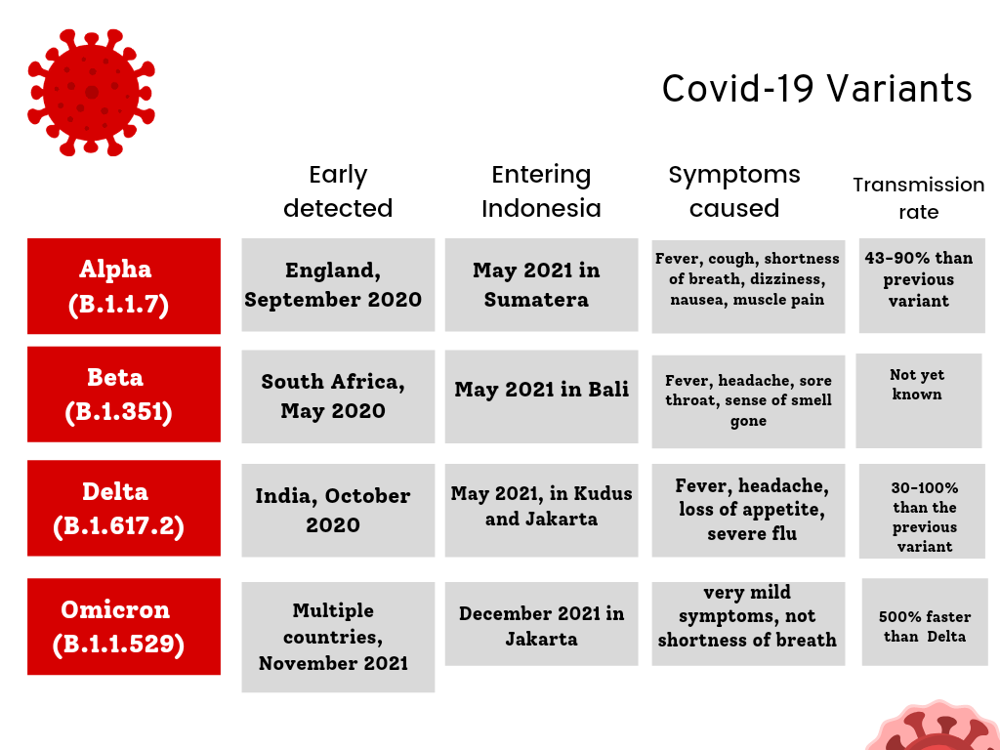 Covid-19 Variants
Early
detected
Entering
Indonesia
Symptoms
caused
Transmission
rate
Alpha
(B.1.1.7)
England,
September 2020
May 2021 in
Sumatera
Fever, cough, shortness
of breath, dizziness,
nausea, muscle pain
43-90% than
previous
variant
Beta
(B.1.351)
South Africa,
May 2020
May 2021 in Bali
Fever, headache, sore
throat, sense of smell
gone
Not yet
known
Delta
(B.1.617.2)
India, October
2020
May 2021, in Kudus
and Jakarta
Fever, headache,
loss of appetite,
severe flu
30-100%
than the
previous
variant
Omicron
(B.1.1.529)
Multiple
countries,
November 2021
December 2021 in
Jakarta
very mild
symptoms, not
shortness of breath
500% faster
than Delta